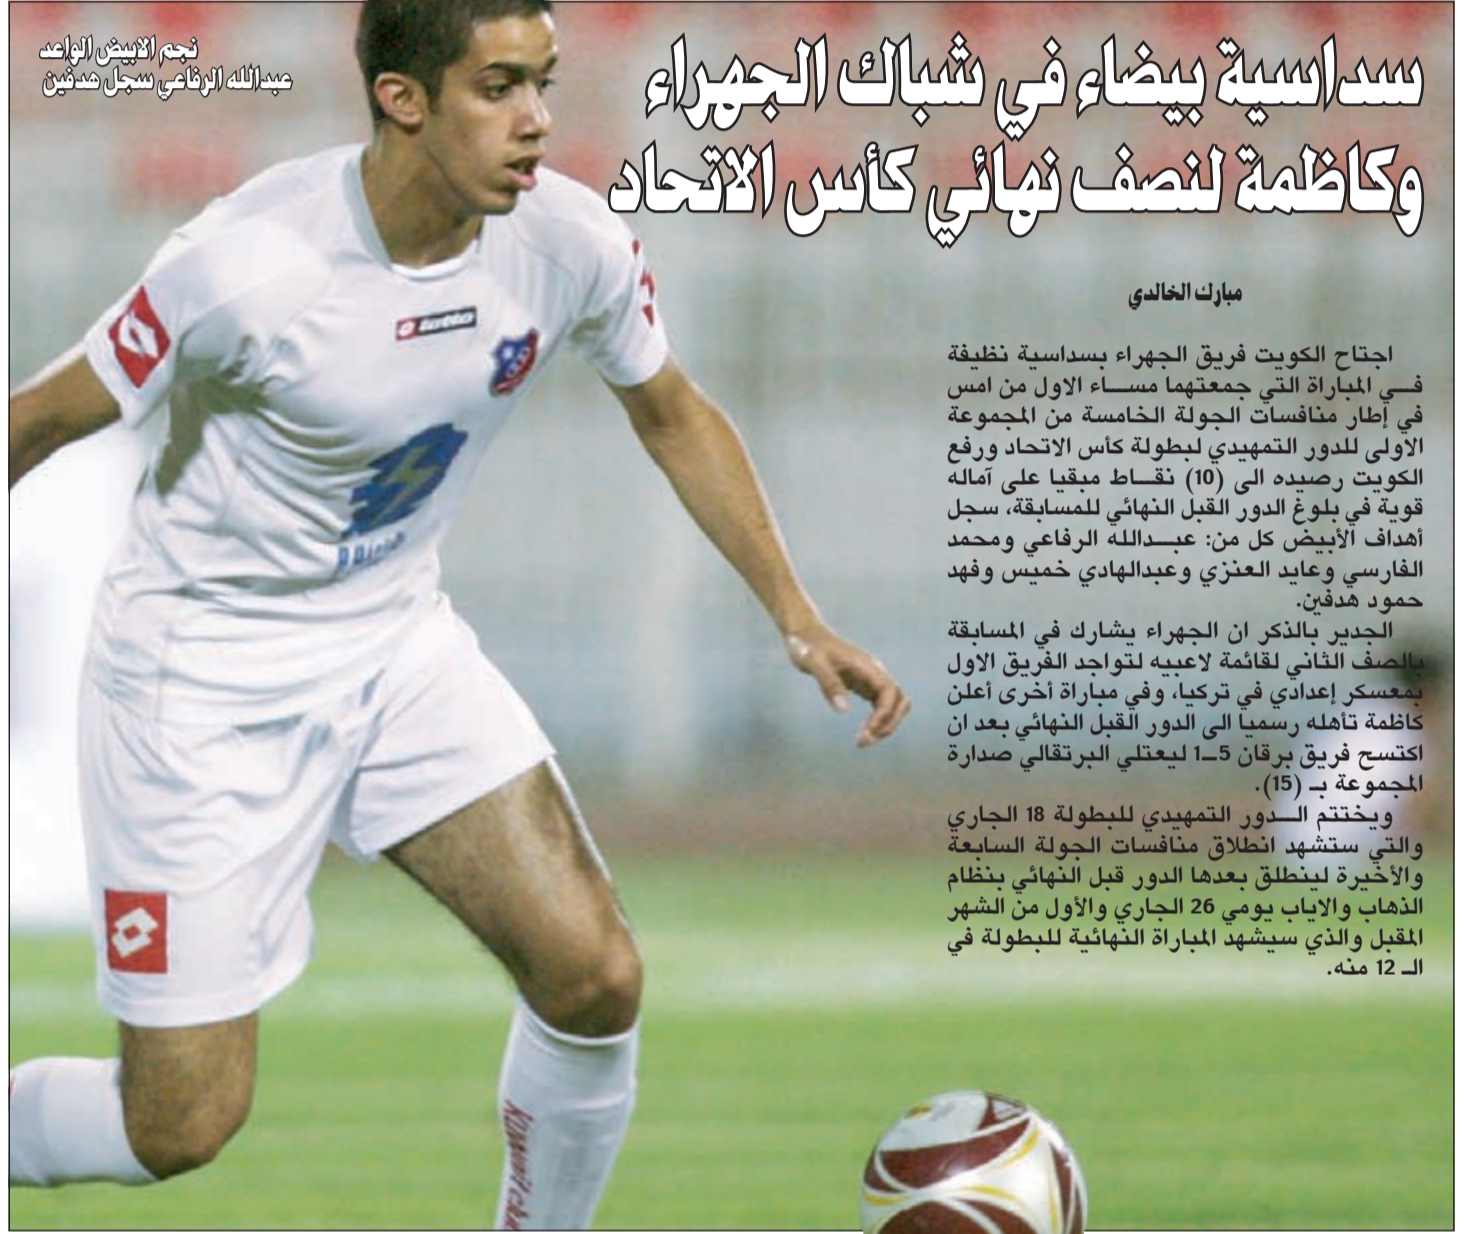 سداسية بيضاء في شباك الجهراء
وكاظمة لنصف نهائي كأس الاتحاد
نجم الابيض الواعد
عبدالله الرفاعي سجل هدفين
مبارك الخالدي
اجتاح الكويت فريق الجهراء بسداسية نظيفة
في المباراة التي جمعتهما مساء الاول من امس
في إطار منافسات الجولة الخامسة من المجموعة
الاولى للدور التمهيدي لبطولة كأس الاتحاد ورفع
الكويت رصيده الى (10) نقاط مبقيا على آماله
قوية في بلوغ الدور القبل النهائي للمسابقة، سجل
أهداف الأبيض كل من: عبدالله الرفاعي ومحمد
الفارسي وعايد العنزي وعبدالهادي خميس وفهد
حمود هدفين.
الجدير بالذكر ان الجهراء يشارك في المسابقة
بالصف الثاني لقائمة لاعبيه لتواجد الفريق الاول
بمعسكر إعدادي في تركيا، وفي مباراة أخرى أعلن
كاظمة تأهله رسميا الى الدور القبل النهائي بعد ان
اكتسح فريق برقان 5-1 ليعتلي البرتقالي صدارة
المجموعة بـ (15).
ويختتم الدور التمهيدي للبطولة 18 الجاري
والتي ستشهد انطلاق منافسات الجولة السابعة
والأخيرة لينطلق بعدها الدور قبل النهائي بنظام
الذهاب والاياب يومي 26 الجاري والأول من الشهر
المقبل والذي سيشهد المباراة النهائية للبطولة في
الـ 12 منه.
lotto